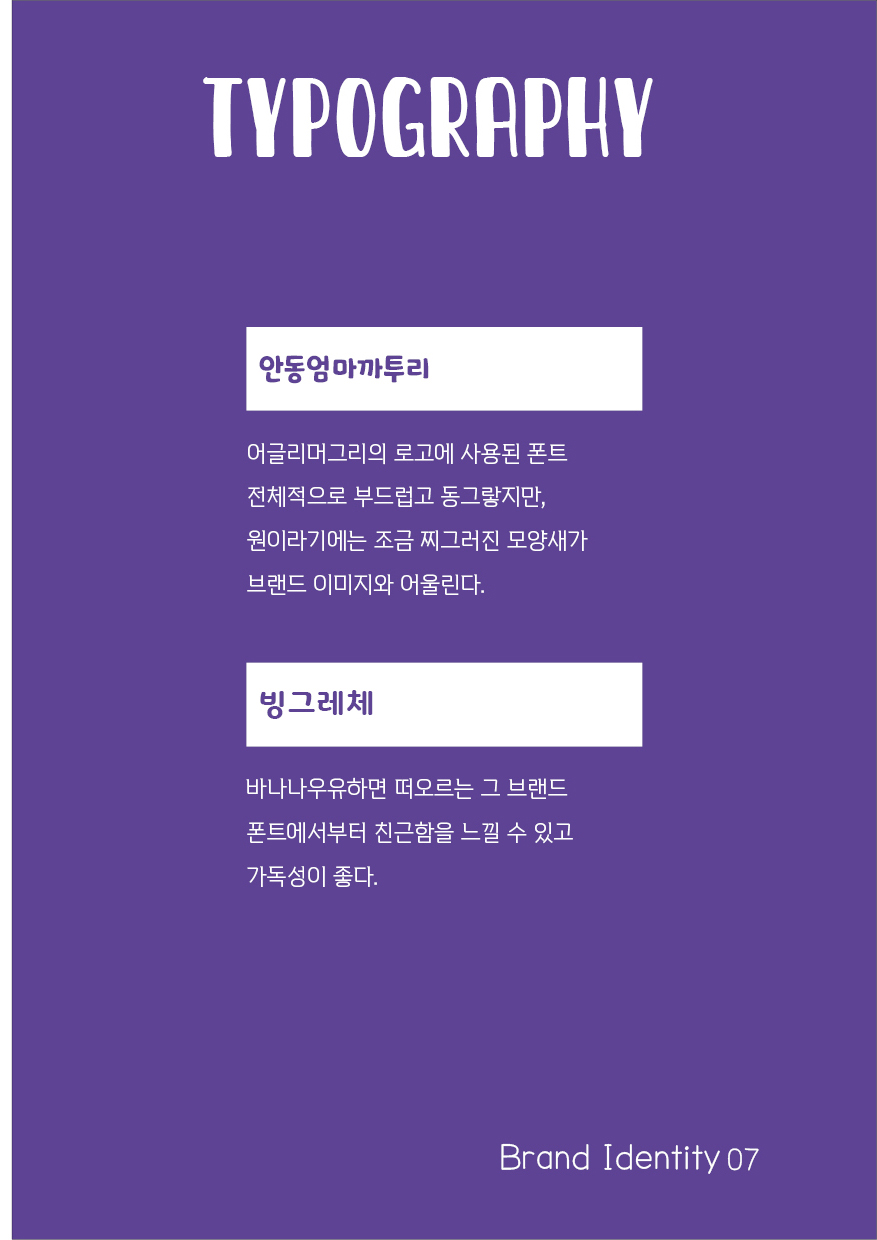 TYPOGRAPHY
안동엄마까투리
어글리머그리의 로고에 사용된 폰트
전체적으로 부드럽고 동그랗지만,
원이라기에는 조금 찌그러진 모양새가
브랜드 이미지와 어울린다.
빙그레체
바나나우유하면 떠오르는 그 브랜드
폰트에서부터 친근함을 느낄 수 있고
가독성이 좋다.
Brand Identity 07